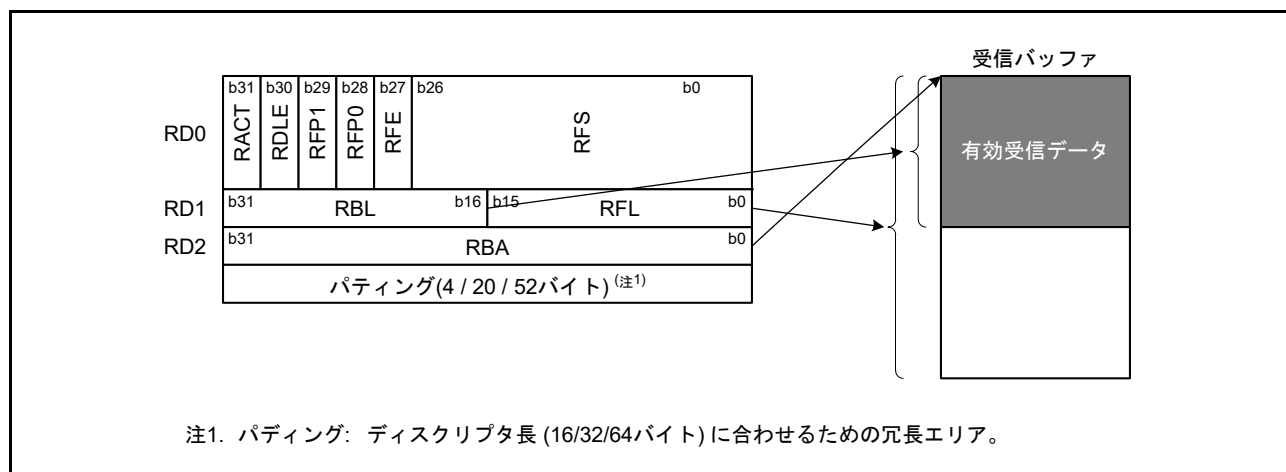 受信バッファ
b31 b30 b29 b28 b27 b26 b0
RD0 RACT RDLE RFP1 RFP0 RFE RFS
有効受信データ
RD1 b31 RBL b16 b15 RFL b0
RD2 b31 RBA b0
パティング(4 / 20 / 52バイト) (注1)
注1. パディング: ディスクリプタ長 (16/32/64バイト) に合わせるための冗長エリア。